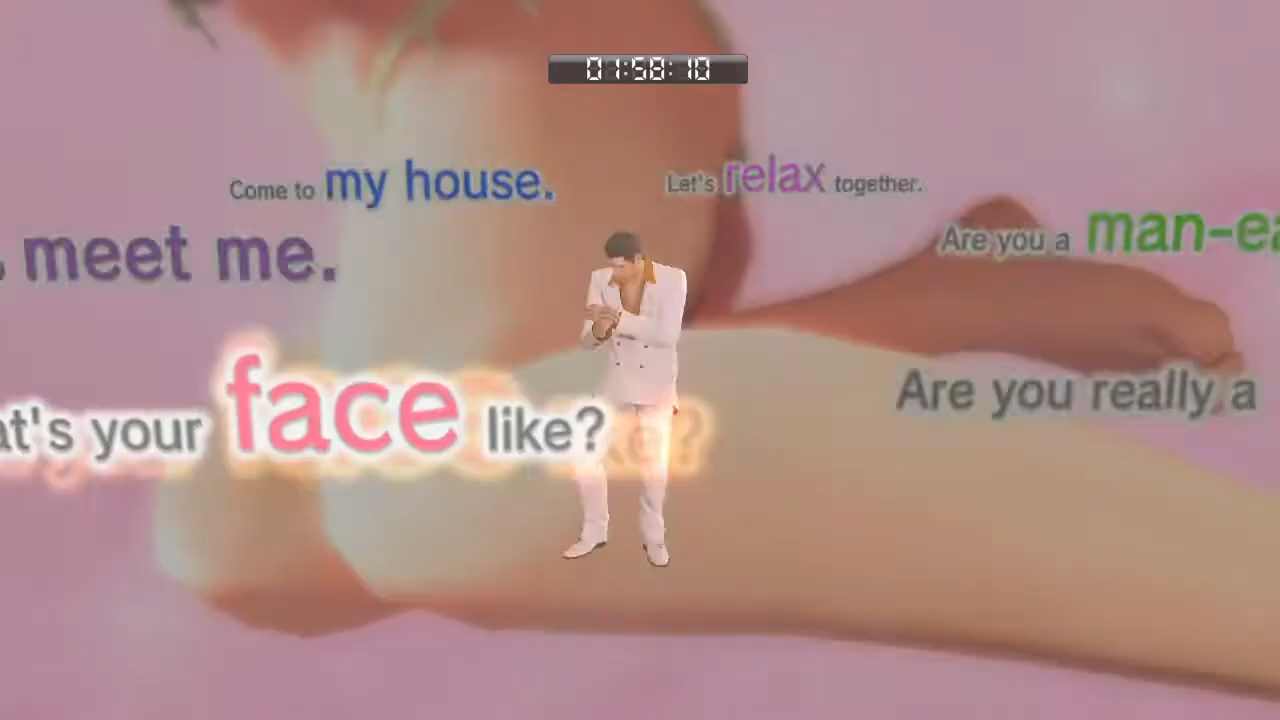 01:58:10
Come to my house.
Let's relax together.
Are you a man-ea
meet me.
at's your face like?
Are you really a